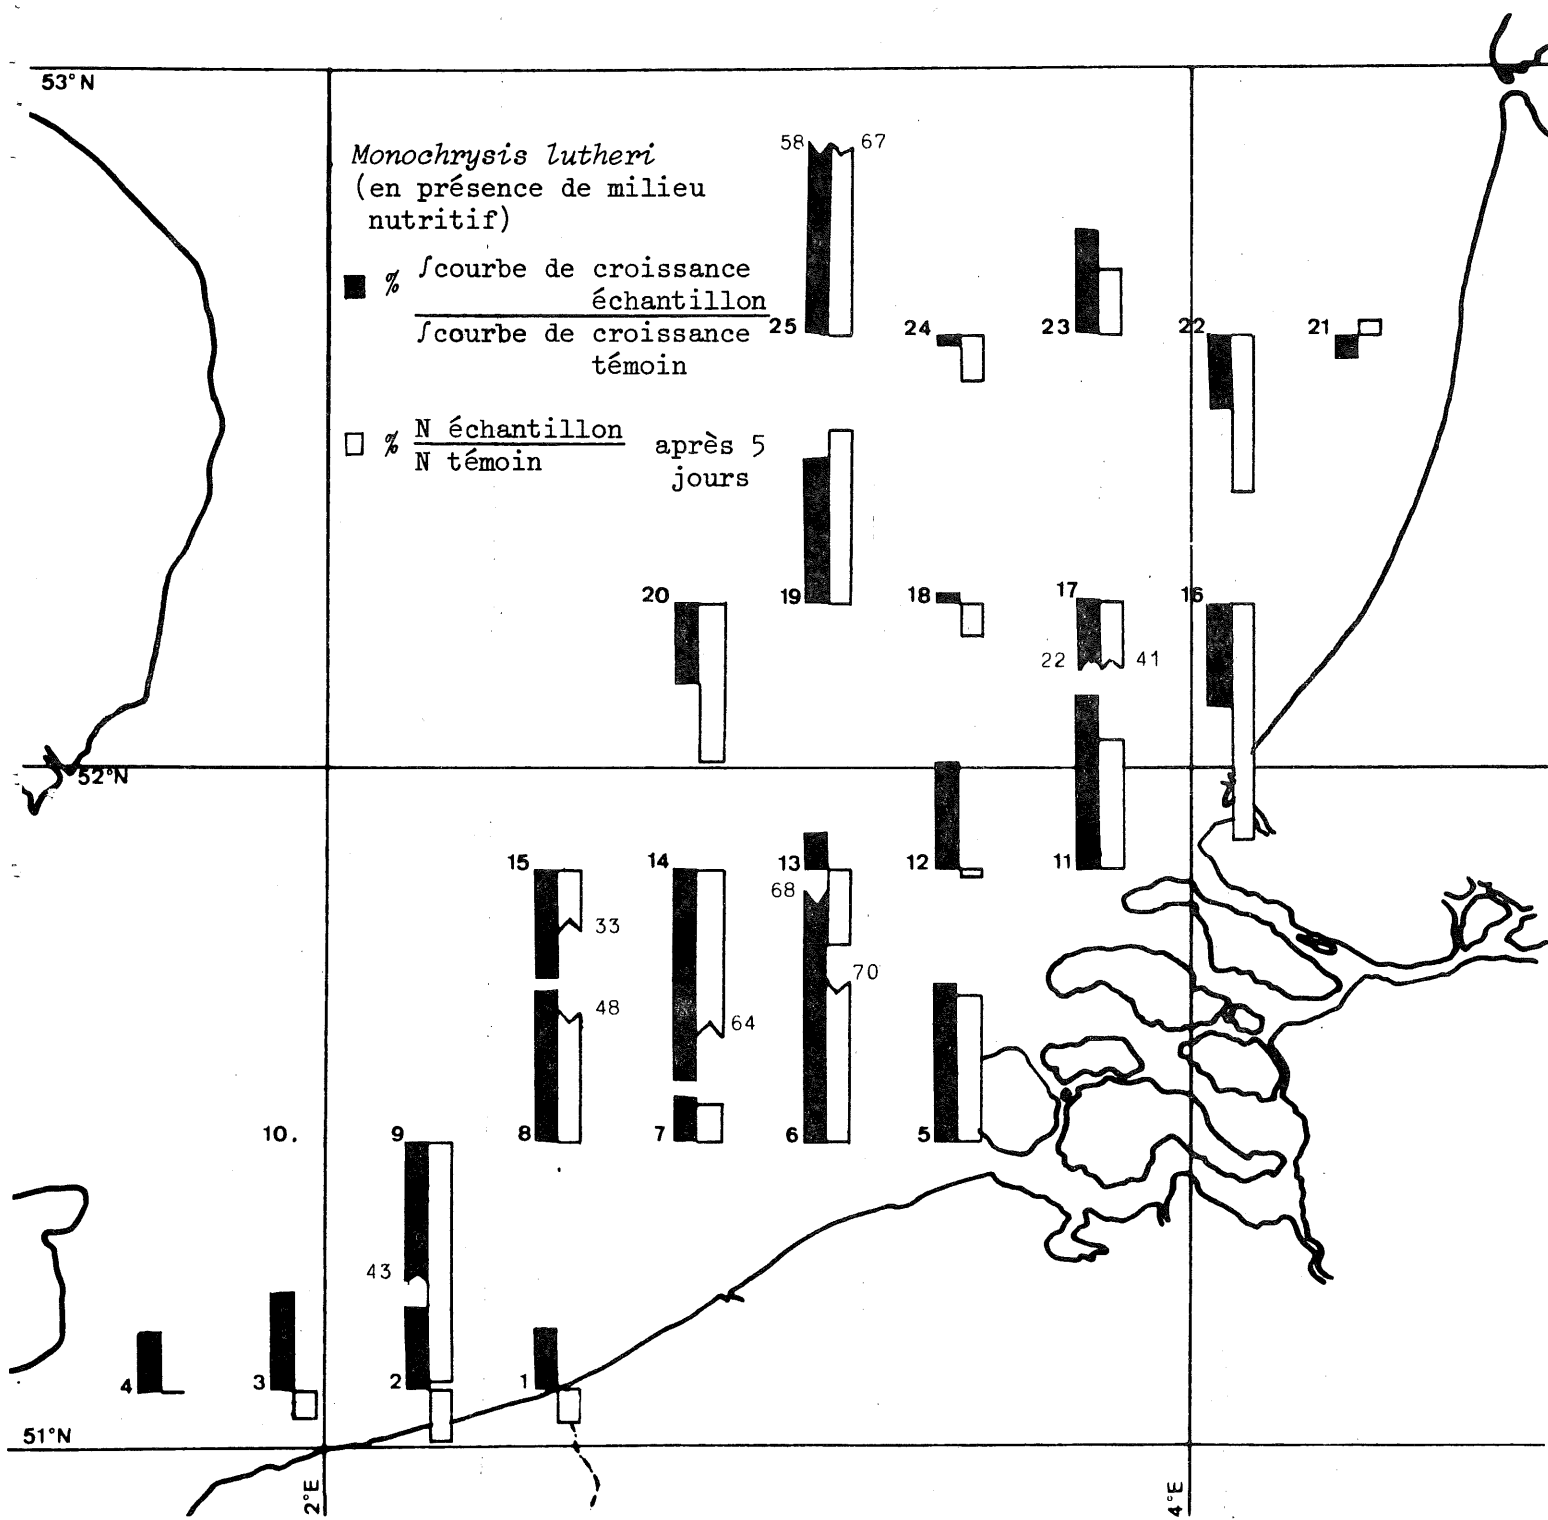 53°N
Monochrysis lutheri
(en présence de milieu
nutritif)
% ∫courbe de croissance
échantillon
∫courbe de croissance
témoin
% N échantillon
N témoin
après 5
jours
58 67
25 24 23 22 21
20 19 18 17 16
22 41
52°N
15 14 13 12 11
68
33
70
48
64
10. 9 8 7 6 5
43
4 3 2 1
51°N
2°E 4°E